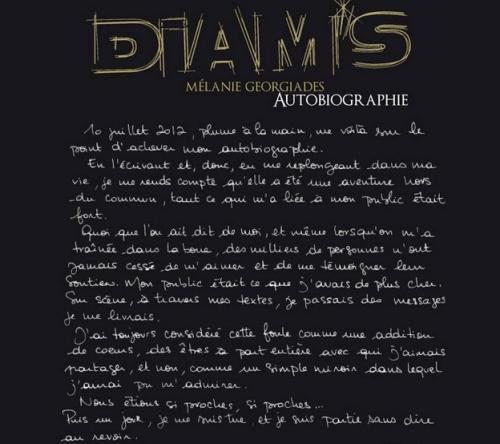 DIAM'S
MÉLANIE GEORGIADES
AUTOBIOGRAPHIE
10 juillet 2012, plume à la main, me voilà sur le
point d'achever mon autobiographie.
En l'écrivant et, donc, en me replongeant dans ma
vie, je me rends compte qu'elle a été une aventure hors
du commun, tant ce qui m'a liée à mon public était
fort.
Quoi que l'on ait dit de moi, et même lorsqu'on m'a
traînée dans la boue, des milliers de personnes n'ont
jamais cessé de m'aimer et de me témoigner leur
soutien. Mon public était ce que j'avais de plus cher.
Sur scène, à travers mes textes, je passais des messages
je me livrais.
J'ai toujours considéré cette foule comme une addition
de coeurs, des êtres à part entière avec qui j'aimais
partager, et non, comme un simple miroir dans lequel
j'aurai pu m'admirer.
Nous étions si proches, si proches...
Puis un jour, je me suis tue, et je suis partie sans dire
au revoir.